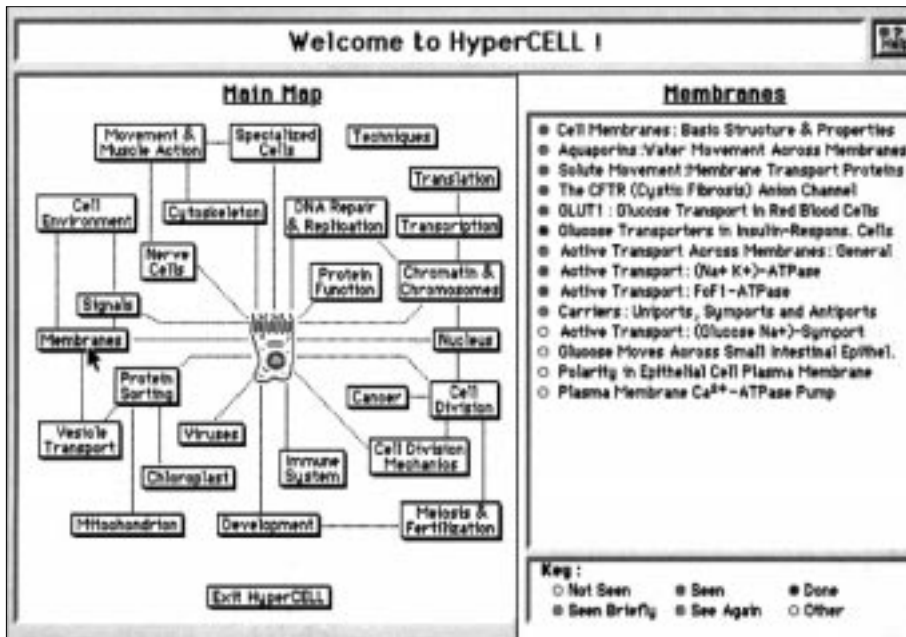 Welcome to HyperCELL !
Help
Main Map
Movement &
Muscle Action
Specialized
Cells
Techniques
Translation
Cell
Environment
Cytoskeleton
DNA Repair
& Replication
Transcription
Nerve
Cells
Protein
Function
Chromatin &
Chromosomes
Signals
Membranes
Nucleus
Protein
Sorting
Cancer
Cell
Division
Vesicle
Transport
Viruses
Chloroplast
Immune
System
Cell Division
Mechanics
Mitochondrion
Development
Meiosis &
Fertilization
Exit HyperCELL
Membranes
Cell Membranes: Basic Structure & Properties
Aquaporins: Water Movement Across Membranes
Solute Movement: Membrane Transport Proteins
The CFTR (Cystic Fibrosis) Anion Channel
GLUT1: Glucose Transport in Red Blood Cells
Glucose Transporters in Insulin-Respons. Cells
Active Transport Across Membranes: General
Active Transport: (Na+ K+)-ATPase
Active Transport: FoF1-ATPase
Carriers: Uniports, Symports and Antiports
Active Transport: (Glucose Na+)-Symport
Glucose Moves Across Small Intestinal Epithel.
Polarity in Epithelial Cell Plasma Membrane
Plasma Membrane Ca2+-ATPase Pump
Key:
Not Seen Seen Done
Seen Briefly See Again Other